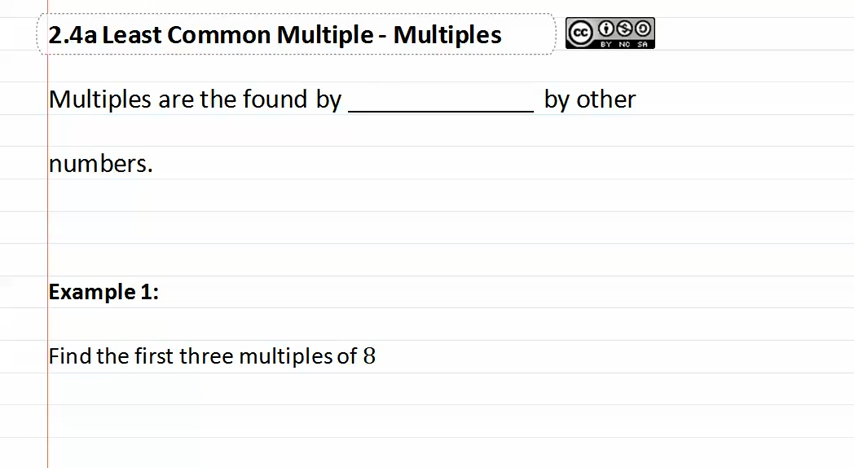 2.4a Least Common Multiple - Multiples
cc BY NC SA
Multiples are the found by ______________ by other
numbers.
Example 1:
Find the first three multiples of 8